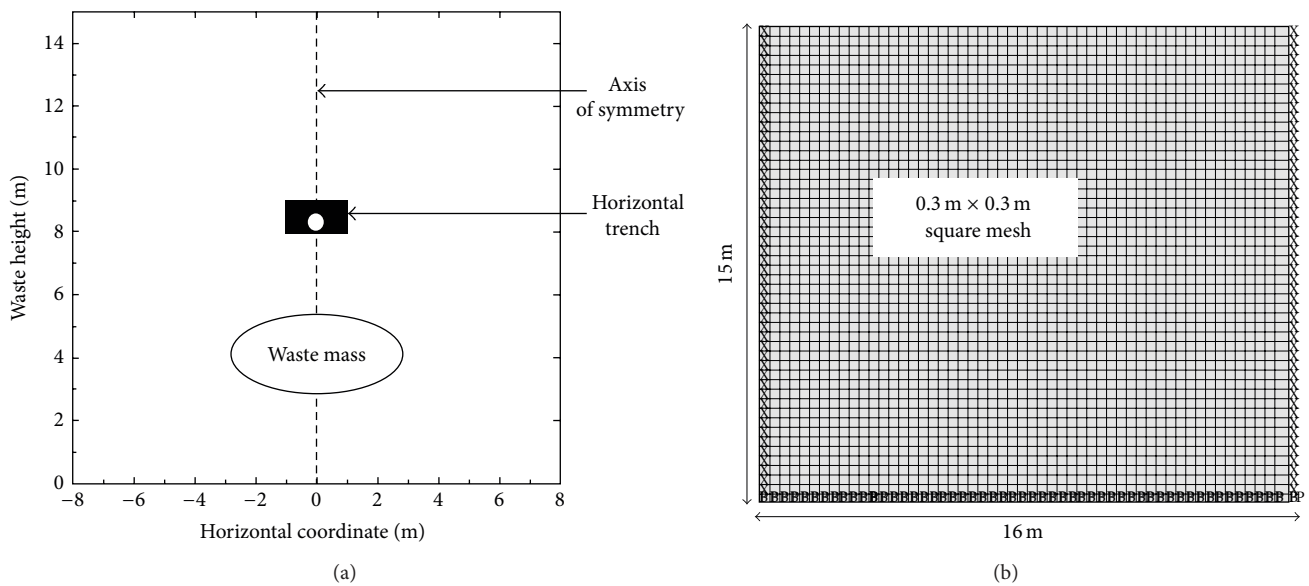 14
12
10
8
6
4
2
0
Waste height (m)
−8
−6
−4
−2
0
2
4
6
8
Horizontal coordinate (m)
Axis
of symmetry
Horizontal
trench
Waste mass
(a)
0.3 m × 0.3 m
square mesh
15 m
16 m
(b)